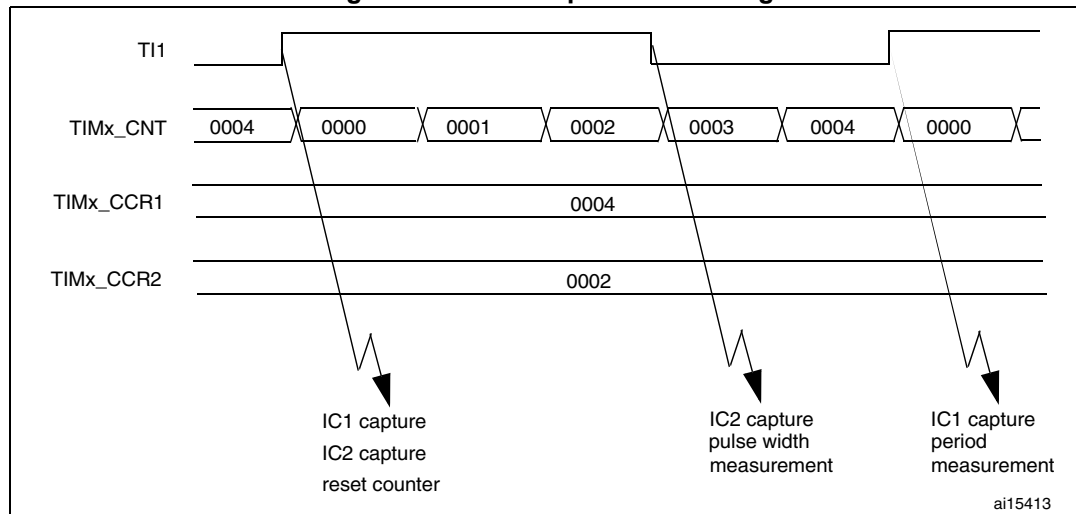 TI1
TIMx_CNT 0004 0000 0001 0002 0003 0004 0000
TIMx_CCR1 0004
TIMx_CCR2 0002
IC1 capture
IC2 capture
reset counter
IC2 capture
pulse width
measurement
IC1 capture
period
measurement
ai15413